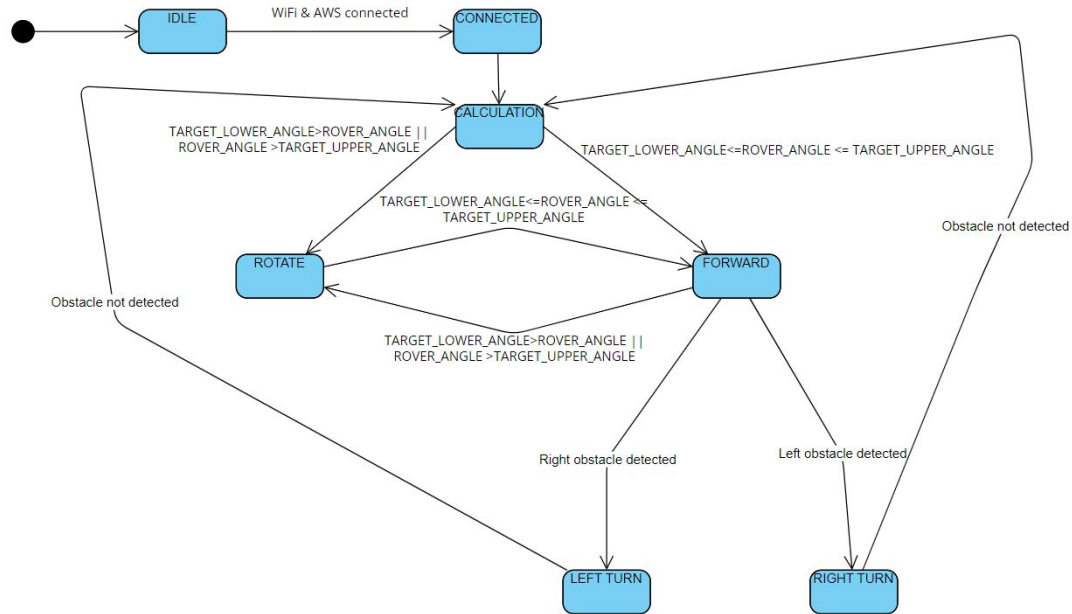 IDLE
WiFi & AWS connected
CONNECTED
CALCULATION
TARGET_LOWER_ANGLE>ROVER_ANGLE ||
ROVER_ANGLE >TARGET_UPPER_ANGLE
TARGET_LOWER_ANGLE<=ROVER_ANGLE <= TARGET_UPPER_ANGLE
TARGET_LOWER_ANGLE<=ROVER_ANGLE <=
TARGET_UPPER_ANGLE
Obstacle not detected
ROTATE
FORWARD
Obstacle not detected
TARGET_LOWER_ANGLE>ROVER_ANGLE ||
ROVER_ANGLE >TARGET_UPPER_ANGLE
Right obstacle detected
Left obstacle detected
LEFT TURN
RIGHT TURN